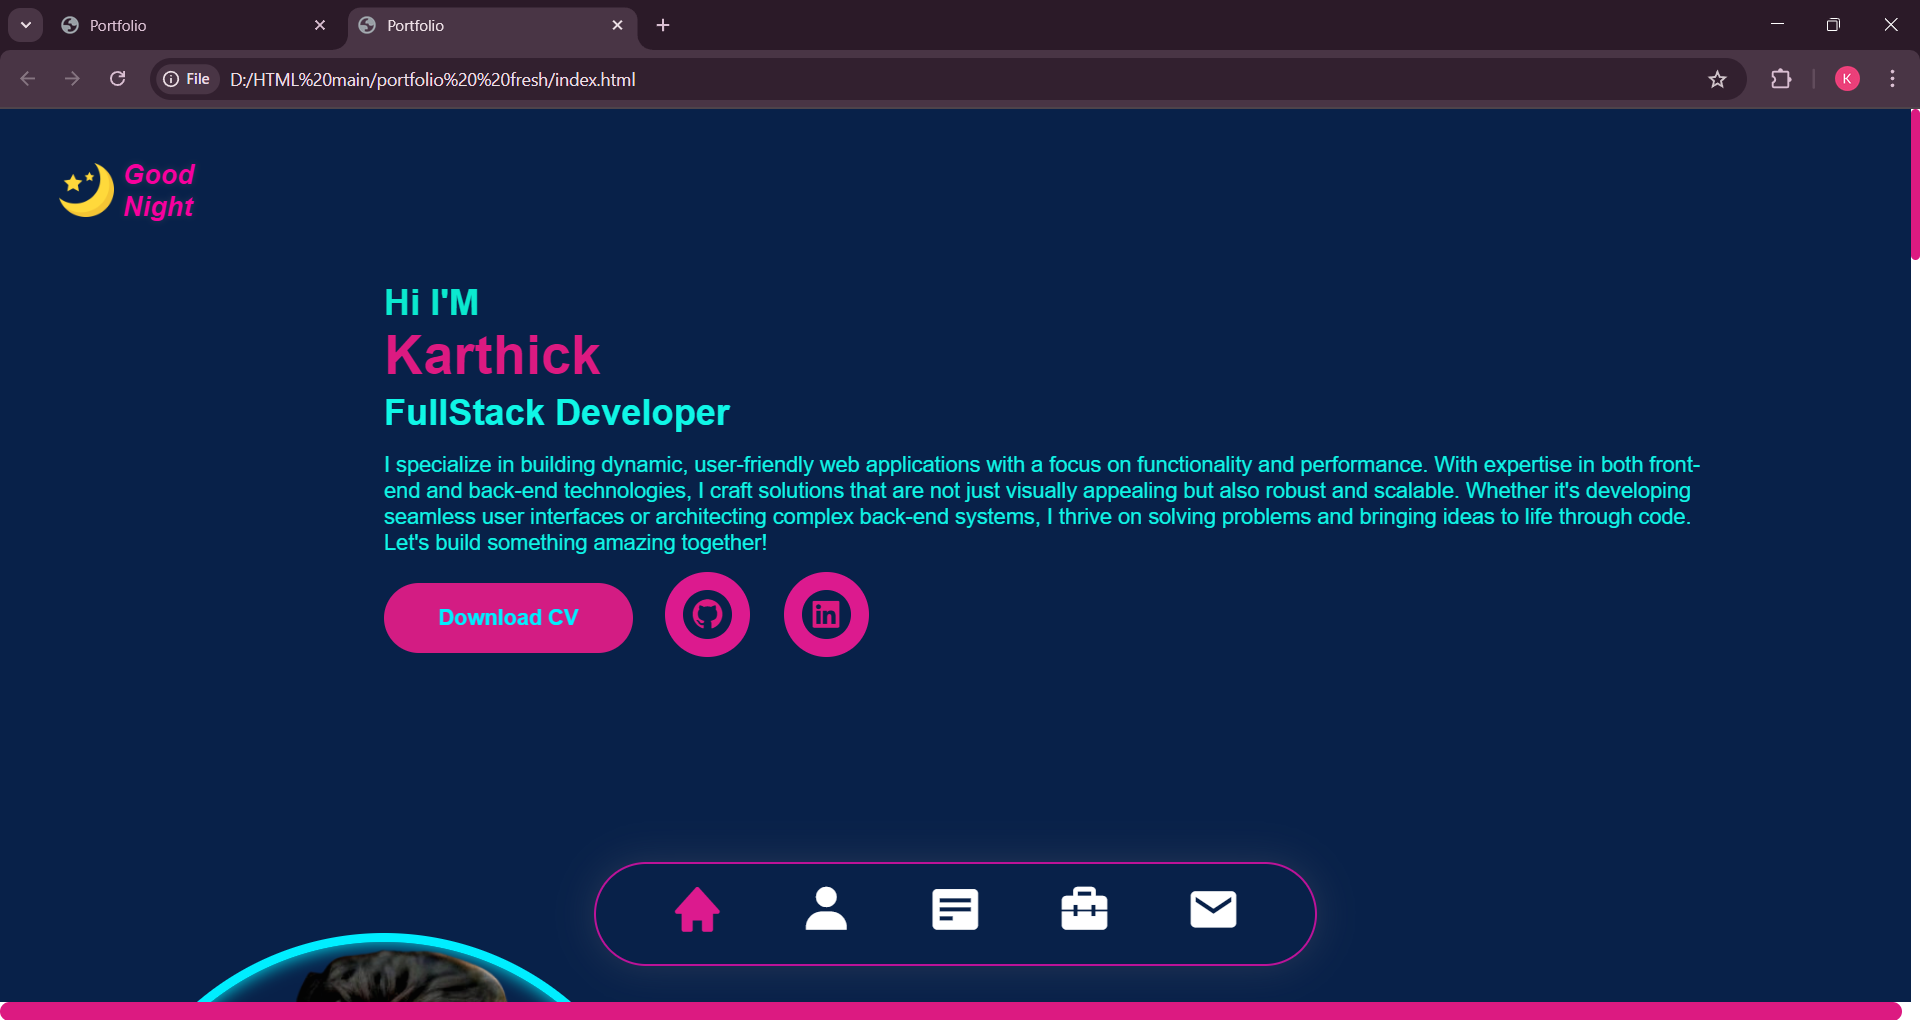 Portfolio
Portfolio
File D:/HTML%20main/portfolio%20%20fresh/index.html
K
Good
Night
Hi I'M
Karthick
FullStack Developer
I specialize in building dynamic, user-friendly web applications with a focus on functionality and performance. With expertise in both front-
end and back-end technologies, I craft solutions that are not just visually appealing but also robust and scalable. Whether it's developing
seamless user interfaces or architecting complex back-end systems, I thrive on solving problems and bringing ideas to life through code.
Let's build something amazing together!
Download CV
in